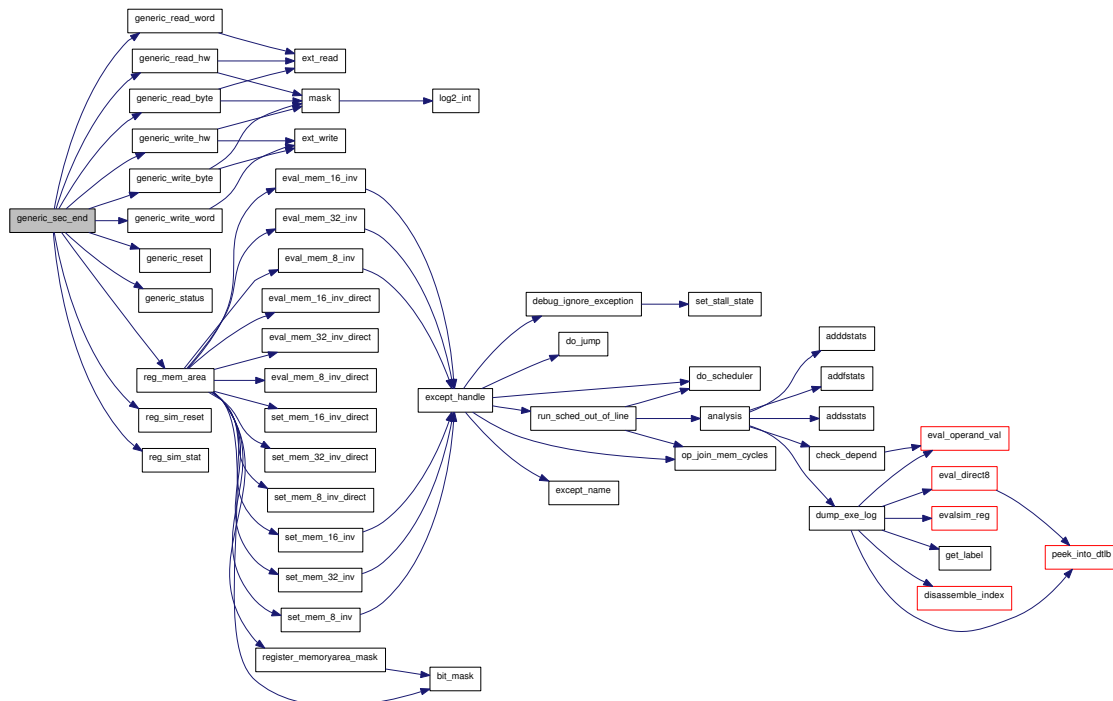 generic_sec_end
generic_read_word
generic_read_hw
generic_read_byte
generic_write_hw
generic_write_byte
generic_write_word
generic_reset
generic_status
reg_mem_area
reg_sim_reset
reg_sim_stat
ext_read
mask
ext_write
eval_mem_16_inv
eval_mem_32_inv
eval_mem_8_inv
eval_mem_16_inv_direct
eval_mem_32_inv_direct
eval_mem_8_inv_direct
set_mem_16_inv_direct
set_mem_32_inv_direct
set_mem_8_inv_direct
set_mem_16_inv
set_mem_32_inv
set_mem_8_inv
register_memoryarea_mask
log2_int
except_handle
bit_mask
debug_ignore_exception
do_jump
run_sched_out_of_line
except_name
set_stall_state
do_scheduler
analysis
op_join_mem_cycles
adddstats
addfstats
addsstats
check_depend
dump_exe_log
eval_operand_val
eval_direct8
evalsim_reg
get_label
disassemble_index
peek_into_dtlb